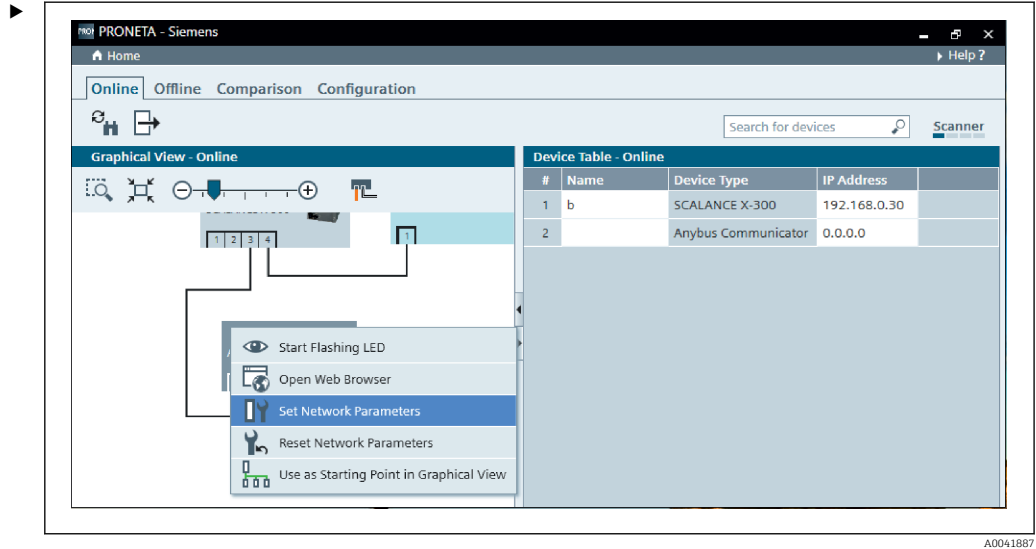 PRONETA - Siemens
Home
Help ?
Online Offline Comparison Configuration
Search for devices
Scanner
Graphical View - Online
Device Table - Online
# Name Device Type IP Address
1 b SCALANCE X-300 192.168.0.30
2 Anybus Communicator 0.0.0.0
1 2 3 4
1
Start Flashing LED
Open Web Browser
Set Network Parameters
Reset Network Parameters
Use as Starting Point in Graphical View
A0041887